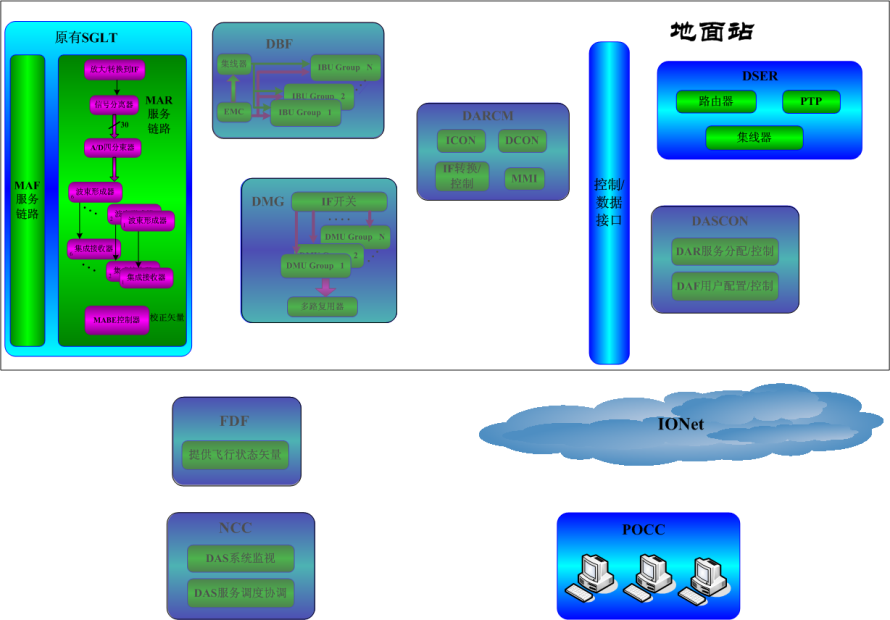 地面站
原有SGLT
MAF
服务
链路
放大/转换到IF
信号分离器
30
MAR
服务
链路
A/D四分束器
波束形成器
波束形成器
集成接收器
集成接收器
MABE控制器
校正矢量
DBF
集线器
EMC
IBU Group N
IBU Group 2
IBU Group 1
DMG
IF开关
DMU Group N
2
DMU Group 1
多路复用器
DARCM
ICON
DCON
IF转换/
控制
MMI
控制/
数据
接口
DSER
路由器
PTP
集线器
DASCON
DAR服务分配/控制
DAF用户配置/控制
FDF
提供飞行状态矢量
IONet
NCC
DAS系统监视
DAS服务调度协调
POCC